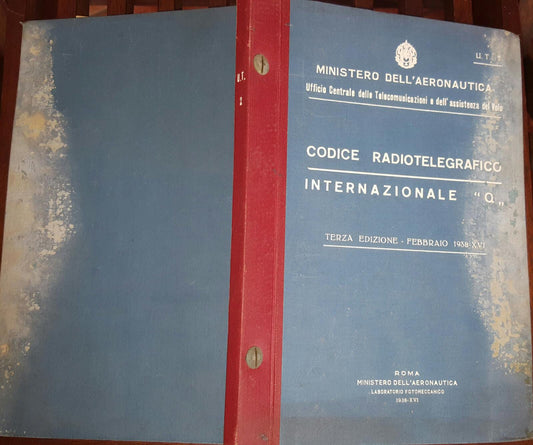 U.T.
2
U.T.
MINISTERO DELL'AERONAUTICA
Ufficio Centrale delle Telecomunicazioni e dell'assistenza del Volo
CODICE RADIOTELEGRAFICO
INTERNAZIONALE "Q„
TERZA EDIZIONE - FEBBRAIO 1938-XVI
ROMA
MINISTERO DELL'AERONAUTICA
LABORATORIO FOTOMECCANICO
1938-XVI